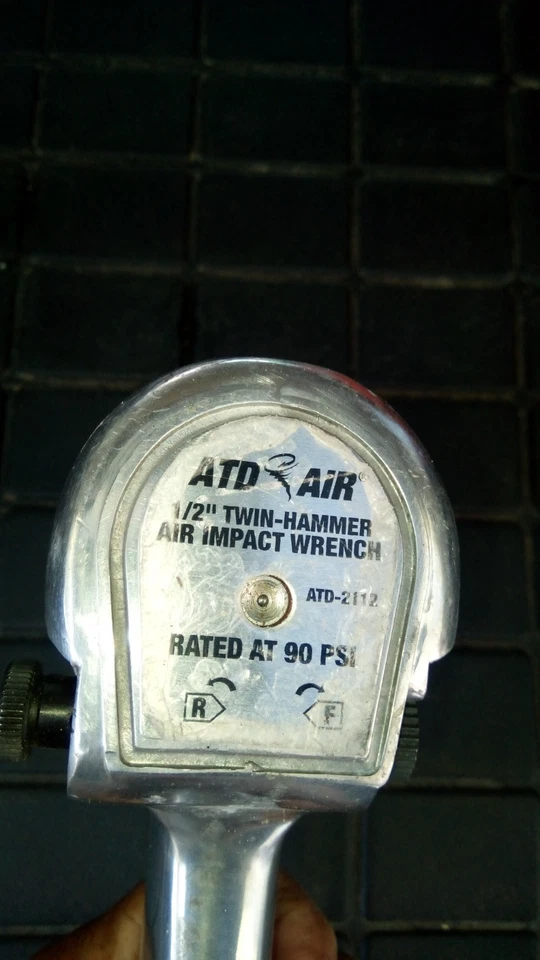 ATD AIR®
1/2" TWIN-HAMMER
AIR IMPACT WRENCH
ATD-2112
RATED AT 90 PSI
R F